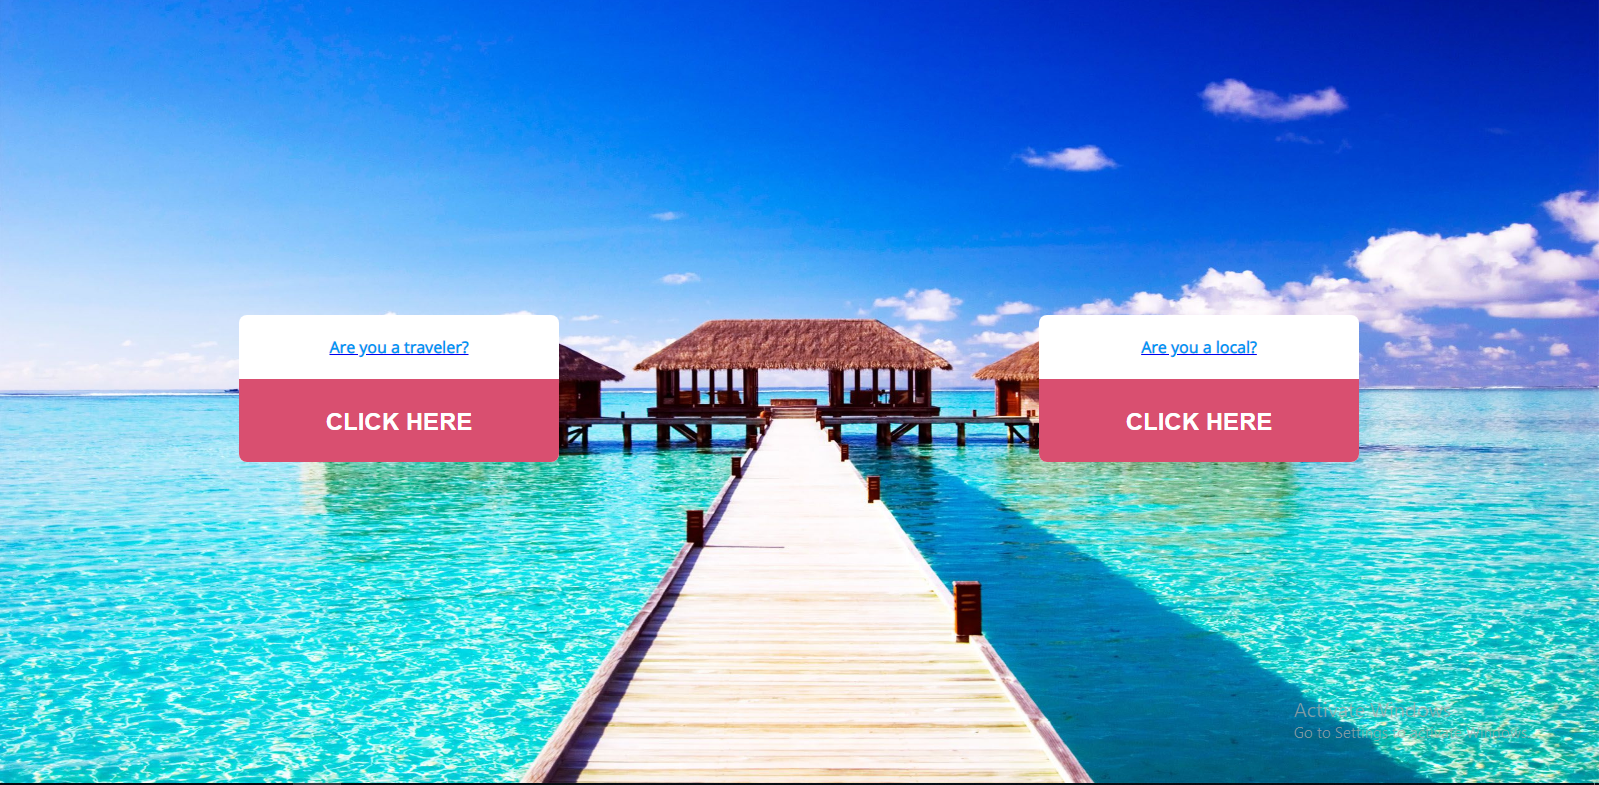 Are you a traveler?
CLICK HERE
Are you a local?
CLICK HERE
Activate Windows
Go to Settings to activate Windows.